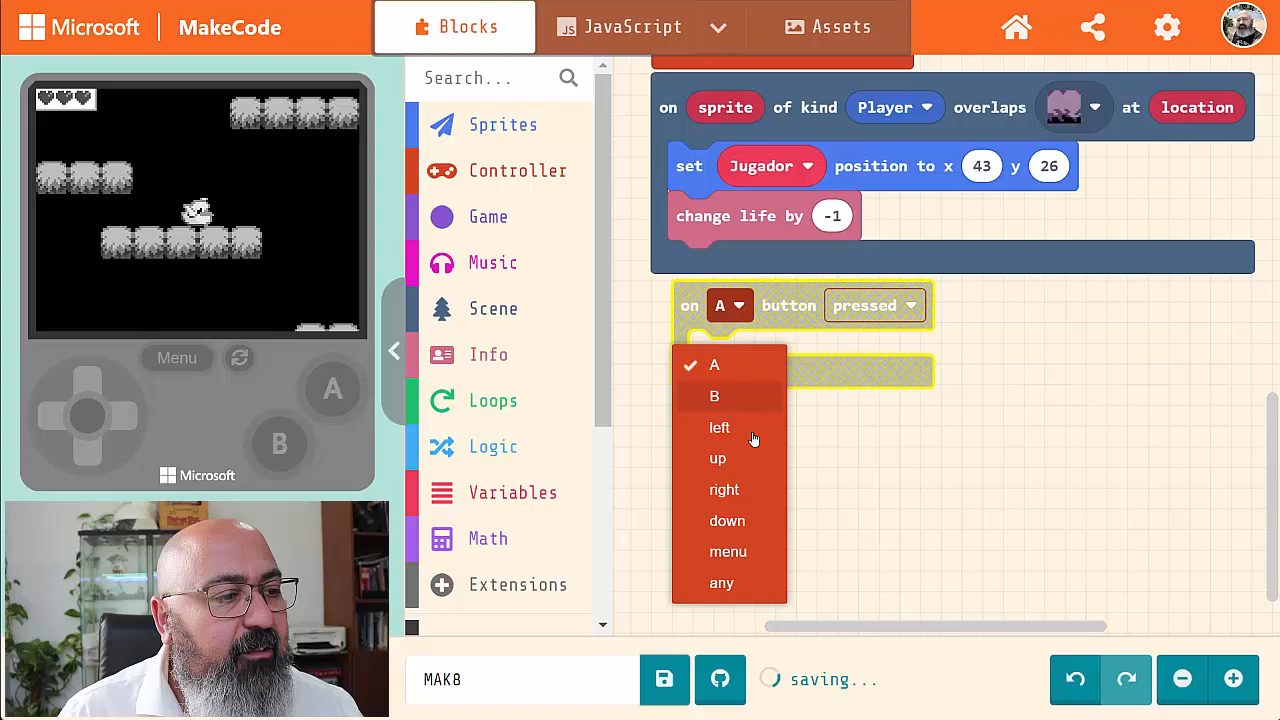 Microsoft | MakeCode
Blocks
JavaScript
Assets
Search...
Sprites
Controller
Game
Music
Scene
Info
Loops
Logic
Variables
Math
Extensions
on sprite of kind Player overlaps at location
set Jugador position to x 43 y 26
change life by -1
on A button pressed
A
B
left
up
right
down
menu
any
Menu
A
B
Microsoft
MAK8
saving...